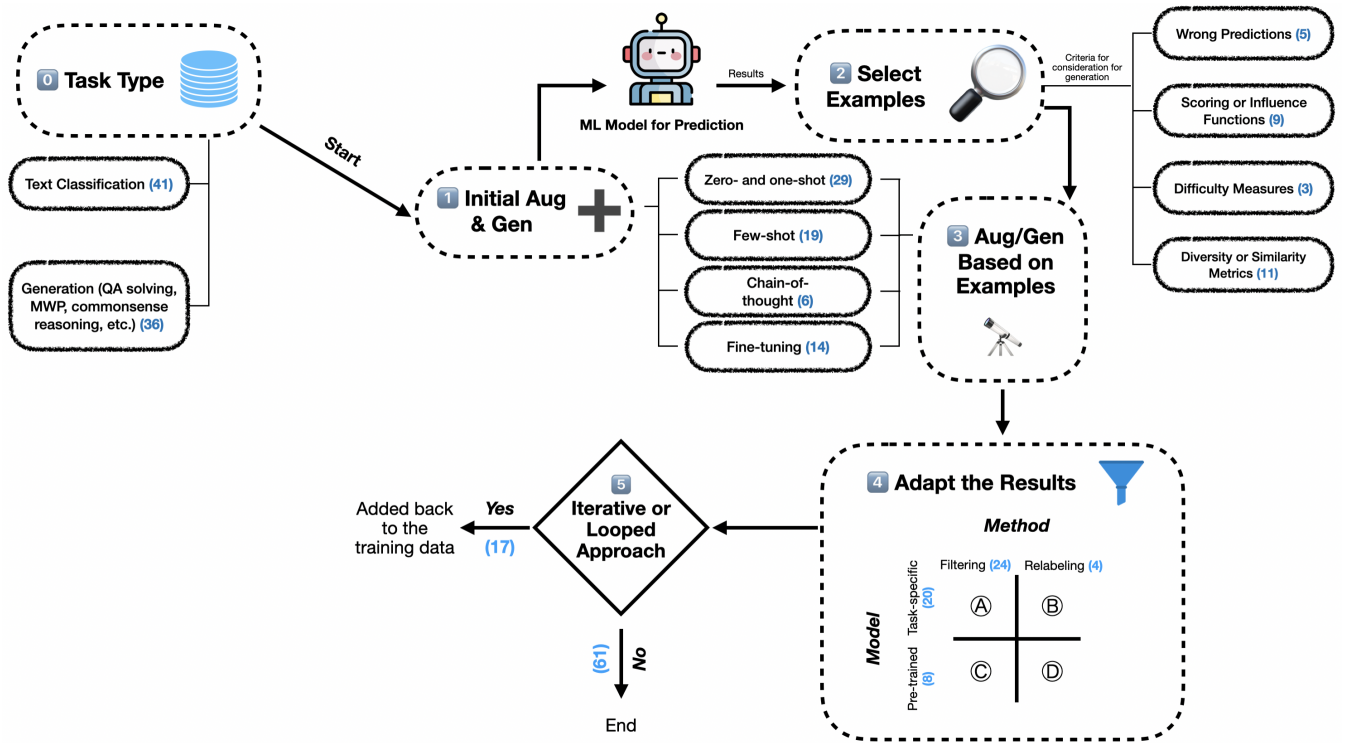 0 Task Type
Text Classification (41)
Generation (QA solving,
MWP, commonsense
reasoning, etc.) (36)
Start
1 Initial Aug
& Gen
ML Model for Prediction
Results
2 Select
Examples
Criteria for
consideration for
generation
Wrong Predictions (5)
Scoring or Influence
Functions (9)
Difficulty Measures (3)
Diversity or Similarity
Metrics (11)
Zero- and one-shot (29)
Few-shot (19)
Chain-of-
thought (6)
Fine-tuning (14)
3 Aug/Gen
Based on
Examples
4 Adapt the Results
Method
Filtering (24)
Relabeling (4)
Model
Task-specific
(20)
Pre-trained
(8)
A
B
C
D
5
Iterative or
Looped
Approach
Yes
(17)
Added back
to the
training data
No
(61)
End